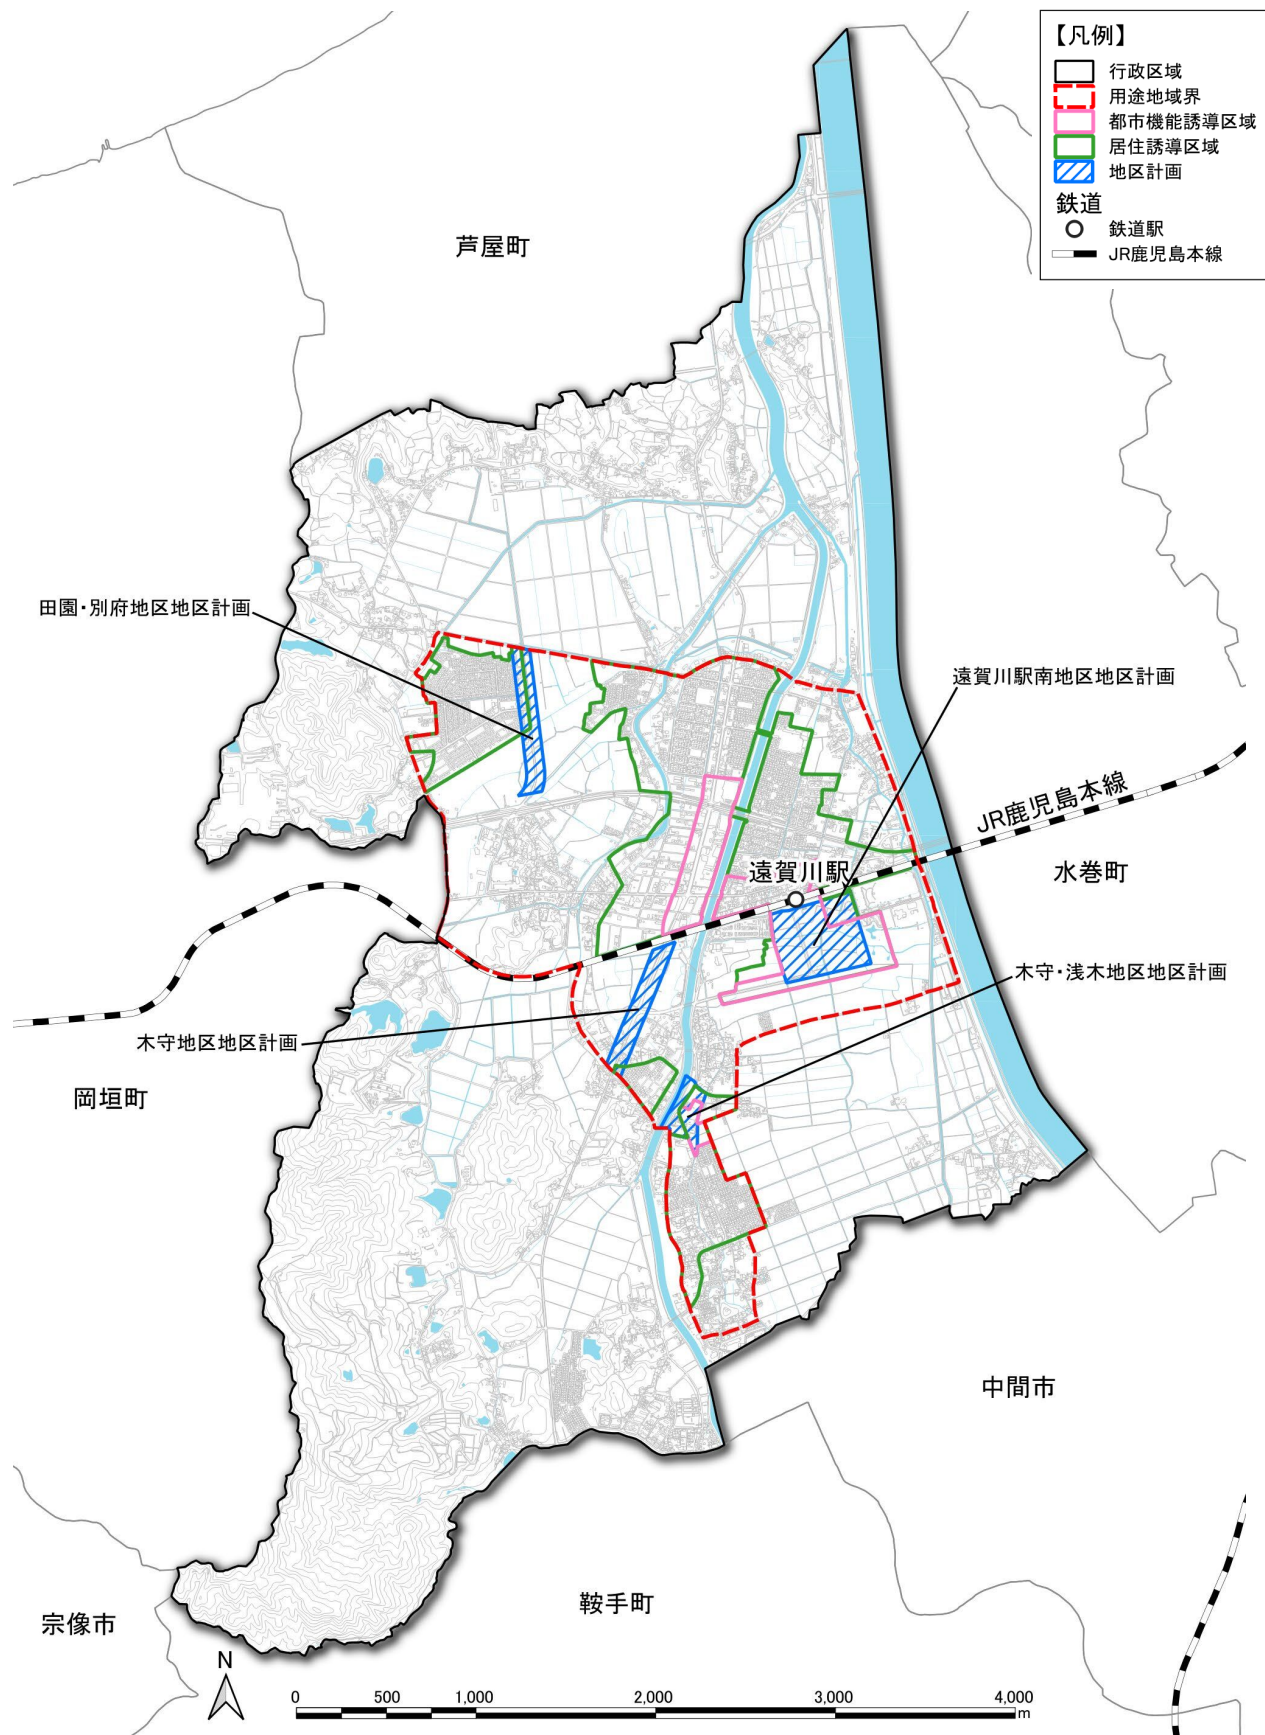 【凡例】
行政区域
用途地域界
都市機能誘導区域
居住誘導区域
地区計画
鉄道
鉄道駅
JR鹿児島本線
芦屋町
田園・別府地区地区計画
遠賀川駅南地区地区計画
JR鹿児島本線
遠賀川駅
水巻町
木守・浅木地区地区計画
木守地区地区計画
岡垣町
中間市
鞍手町
宗像市
N
0 500 1,000 2,000 3,000 4,000
m